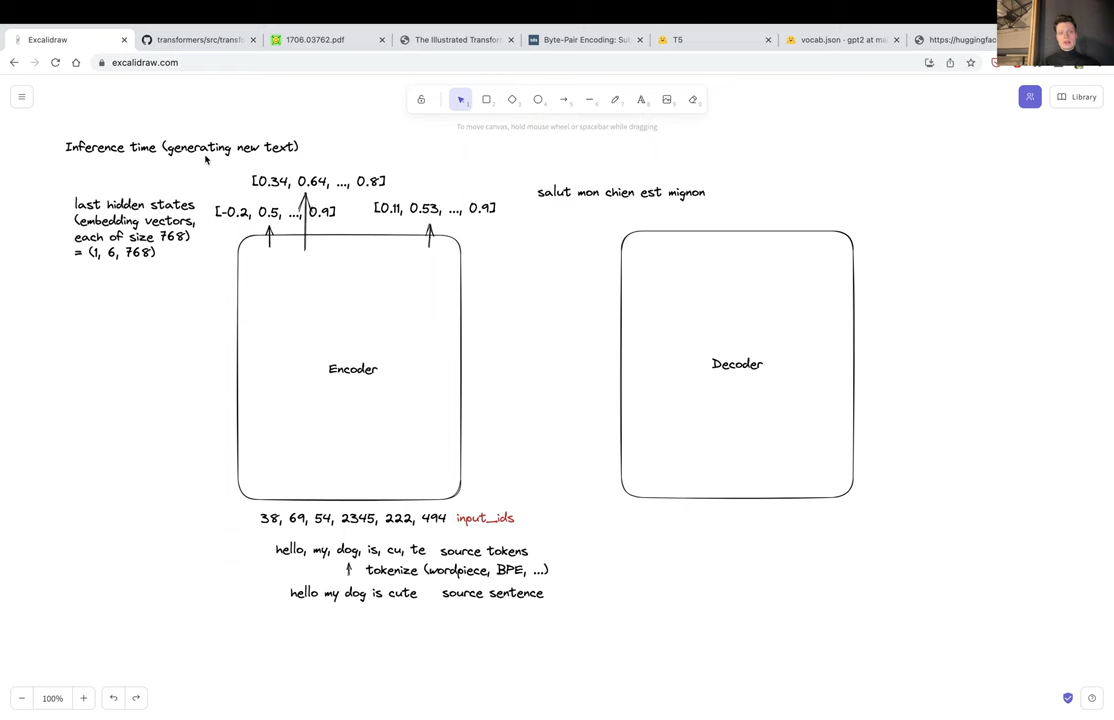 Excalidraw
transformers/src/transf
1706.03762.pdf
The Illustrated Transfor
Byte-Pair Encoding: Sub
T5
vocab.json · gpt2 at ma
https://huggingfac
excalidraw.com
Library
To move canvas, hold mouse wheel or spacebar while dragging
Inference time (generating new text)
[0.34, 0.64, ..., 0.8]
salut mon chien est mignon
last hidden states
(embedding vectors,
each of size 768)
= (1, 6, 768)
[-0.2, 0.5, ..., 0.9]
[0.11, 0.53, ..., 0.9]
Encoder
Decoder
38, 69, 54, 2345, 222, 494 input_ids
hello, my, dog, is, cu, te source tokens
tokenize (wordpiece, BPE, ...)
hello my dog is cute source sentence
100%